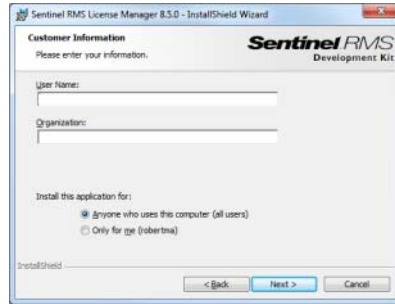 Sentinel RMS License Manager 8.5.0 - InstallShield Wizard
Customer Information
Please enter your information.
Sentinel RMS
Development Kit
User Name:
Organization:
Install this application for:
Anyone who uses this computer (all users)
Only for me (robertma)
InstallShield
< Back
Next >
Cancel